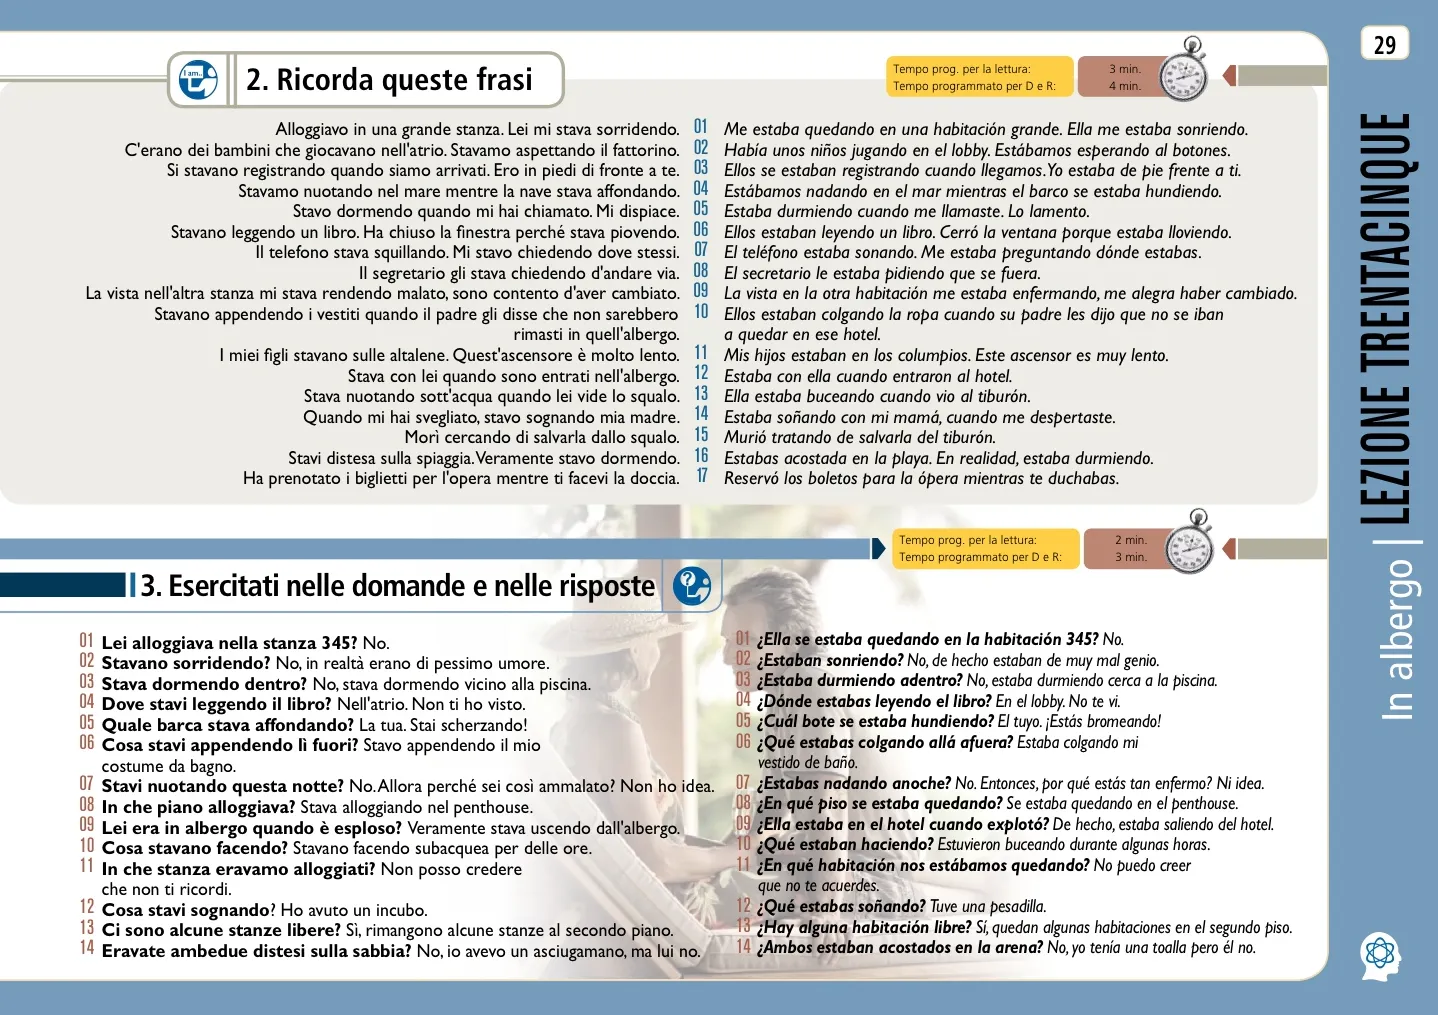 29
I am..
2. Ricorda queste frasi
Tempo prog. per la lettura: 3 min.
Tempo programmato per D e R: 4 min.
Alloggiavo in una grande stanza. Lei mi stava sorridendo. 01 Me estaba quedando en una habitación grande. Ella me estaba sonriendo.
C'erano dei bambini che giocavano nell'atrio. Stavamo aspettando il fattorino. 02 Había unos niños jugando en el lobby. Estábamos esperando al botones.
Si stavano registrando quando siamo arrivati. Ero in piedi di fronte a te. 03 Ellos se estaban registrando cuando llegamos. Yo estaba de pie frente a ti.
Stavamo nuotando nel mare mentre la nave stava affondando. 04 Estábamos nadando en el mar mientras el barco se estaba hundiendo.
Stavo dormendo quando mi hai chiamato. Mi dispiace. 05 Estaba durmiendo cuando me llamaste. Lo lamento.
Stavano leggendo un libro. Ha chiuso la finestra perché stava piovendo. 06 Ellos estaban leyendo un libro. Cerró la ventana porque estaba lloviendo.
Il telefono stava squillando. Mi stavo chiedendo dove stessi. 07 El teléfono estaba sonando. Me estaba preguntando dónde estabas.
Il segretario gli stava chiedendo d'andare via. 08 El secretario le estaba pidiendo que se fuera.
La vista nell'altra stanza mi stava rendendo malato, sono contento d'aver cambiato. 09 La vista en la otra habitación me estaba enfermando, me alegra haber cambiado.
Stavano appendendo i vestiti quando il padre gli disse che non sarebbero 10 Ellos estaban colgando la ropa cuando su padre les dijo que no se iban
rimasti in quell'albergo. a quedar en ese hotel.
I miei figli stavano sulle altalene. Quest'ascensore è molto lento. 11 Mis hijos estaban en los columpios. Este ascensor es muy lento.
Stava con lei quando sono entrati nell'albergo. 12 Estaba con ella cuando entraron al hotel.
Stava nuotando sott'acqua quando lei vide lo squalo. 13 Ella estaba buceando cuando vio al tiburón.
Quando mi hai svegliato, stavo sognando mia madre. 14 Estaba soñando con mi mamá, cuando me despertaste.
Morì cercando di salvarla dallo squalo. 15 Murió tratando de salvarla del tiburón.
Stavi distesa sulla spiaggia. Veramente stavo dormendo. 16 Estabas acostada en la playa. En realidad, estaba durmiendo.
Ha prenotato i biglietti per l'opera mentre ti facevi la doccia. 17 Reservó los boletos para la ópera mientras te duchabas.
Tempo prog. per la lettura: 2 min.
Tempo programmato per D e R: 3 min.
3. Esercitati nelle domande e nelle risposte
?
01 Lei alloggiava nella stanza 345? No.
02 Stavano sorridendo? No, in realtà erano di pessimo umore.
03 Stava dormendo dentro? No, stava dormendo vicino alla piscina.
04 Dove stavi leggendo il libro? Nell'atrio. Non ti ho visto.
05 Quale barca stava affondando? La tua. Stai scherzando!
06 Cosa stavi appendendo lì fuori? Stavo appendendo il mio
costume da bagno.
07 Stavi nuotando questa notte? No. Allora perché sei così ammalato? Non ho idea.
08 In che piano alloggiava? Stava alloggiando nel penthouse.
09 Lei era in albergo quando è esploso? Veramente stava uscendo dall'albergo.
10 Cosa stavano facendo? Stavano facendo subacquea per delle ore.
11 In che stanza eravamo alloggiati? Non posso credere
che non ti ricordi.
12 Cosa stavi sognando? Ho avuto un incubo.
13 Ci sono alcune stanze libere? Sì, rimangono alcune stanze al secondo piano.
14 Eravate ambedue distesi sulla sabbia? No, io avevo un asciugamano, ma lui no.
01 ¿Ella se estaba quedando en la habitación 345? No.
02 ¿Estaban sonriendo? No, de hecho estaban de muy mal genio.
03 ¿Estaba durmiendo adentro? No, estaba durmiendo cerca a la piscina.
04 ¿Dónde estabas leyendo el libro? En el lobby. No te vi.
05 ¿Cuál bote se estaba hundiendo? El tuyo. ¡Estás bromeando!
06 ¿Qué estabas colgando allá afuera? Estaba colgando mi
vestido de baño.
07 ¿Estabas nadando anoche? No. Entonces, por qué estás tan enfermo? Ni idea.
08 ¿En qué piso se estaba quedando? Se estaba quedando en el penthouse.
09 ¿Ella estaba en el hotel cuando explotó? De hecho, estaba saliendo del hotel.
10 ¿Qué estaban haciendo? Estuvieron buceando durante algunas horas.
11 ¿En qué habitación nos estábamos quedando? No puedo creer
que no te acuerdes.
12 ¿Qué estabas soñando? Tuve una pesadilla.
13 ¿Hay alguna habitación libre? Sí, quedan algunas habitaciones en el segundo piso.
14 ¿Ambos estaban acostados en la arena? No, yo tenía una toalla pero él no.
In albergo | LEZIONE TRENTACINQUE